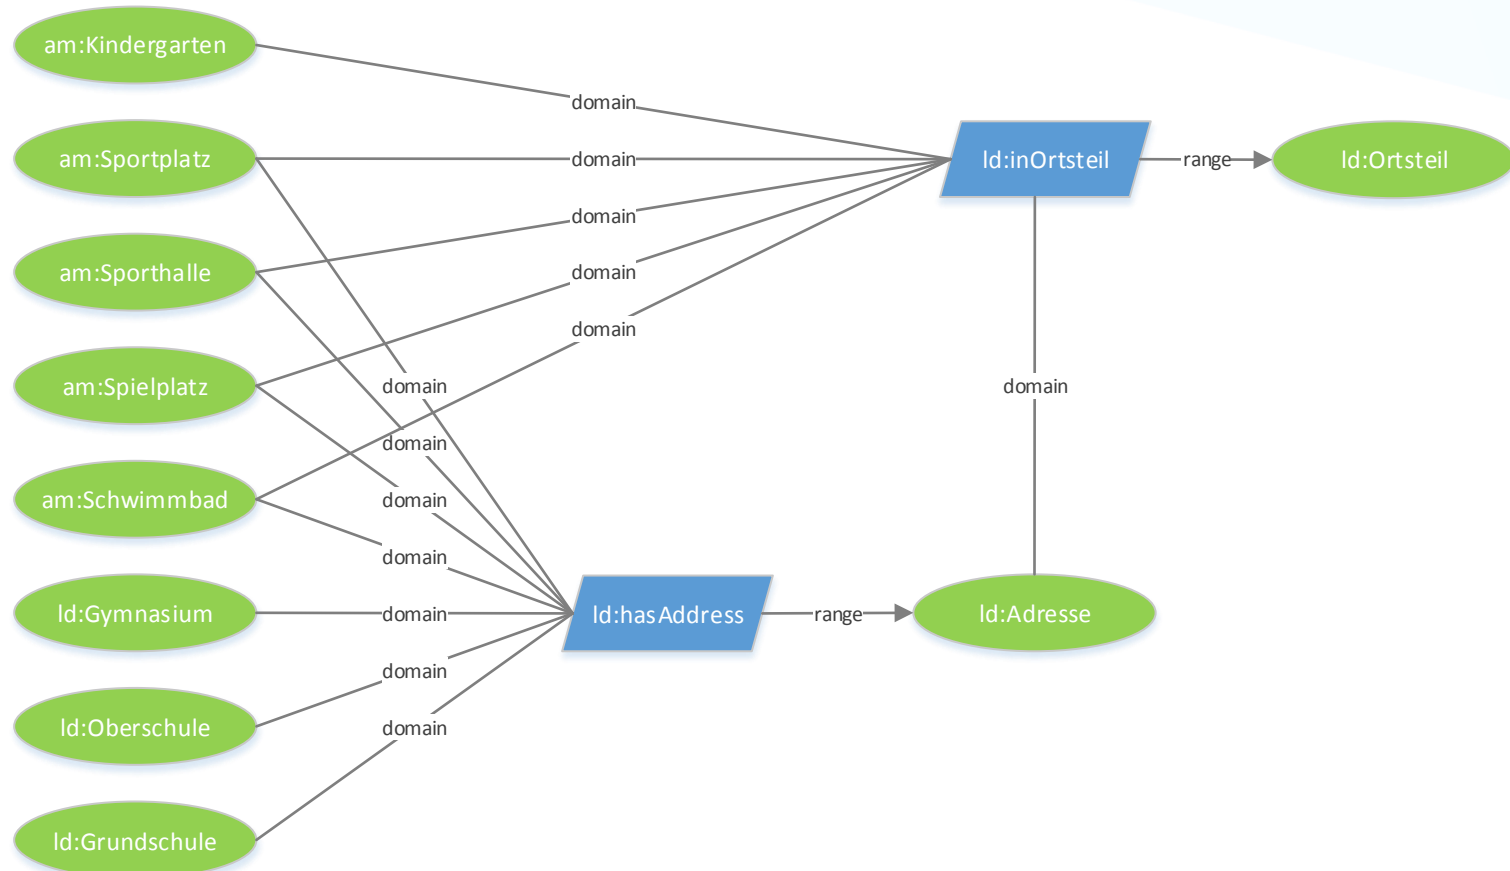 am:Kindergarten
domain
am:Sportplatz
domain
ld:inOrtsteil
range
ld:Ortsteil
domain
am:Sporthalle
domain
domain
am:Spielplatz
domain
domain
domain
am:Schwimmbad
domain
domain
ld:Gymnasium
domain
ld:hasAddress
range
ld:Adresse
domain
ld:Oberschule
domain
ld:Grundschule